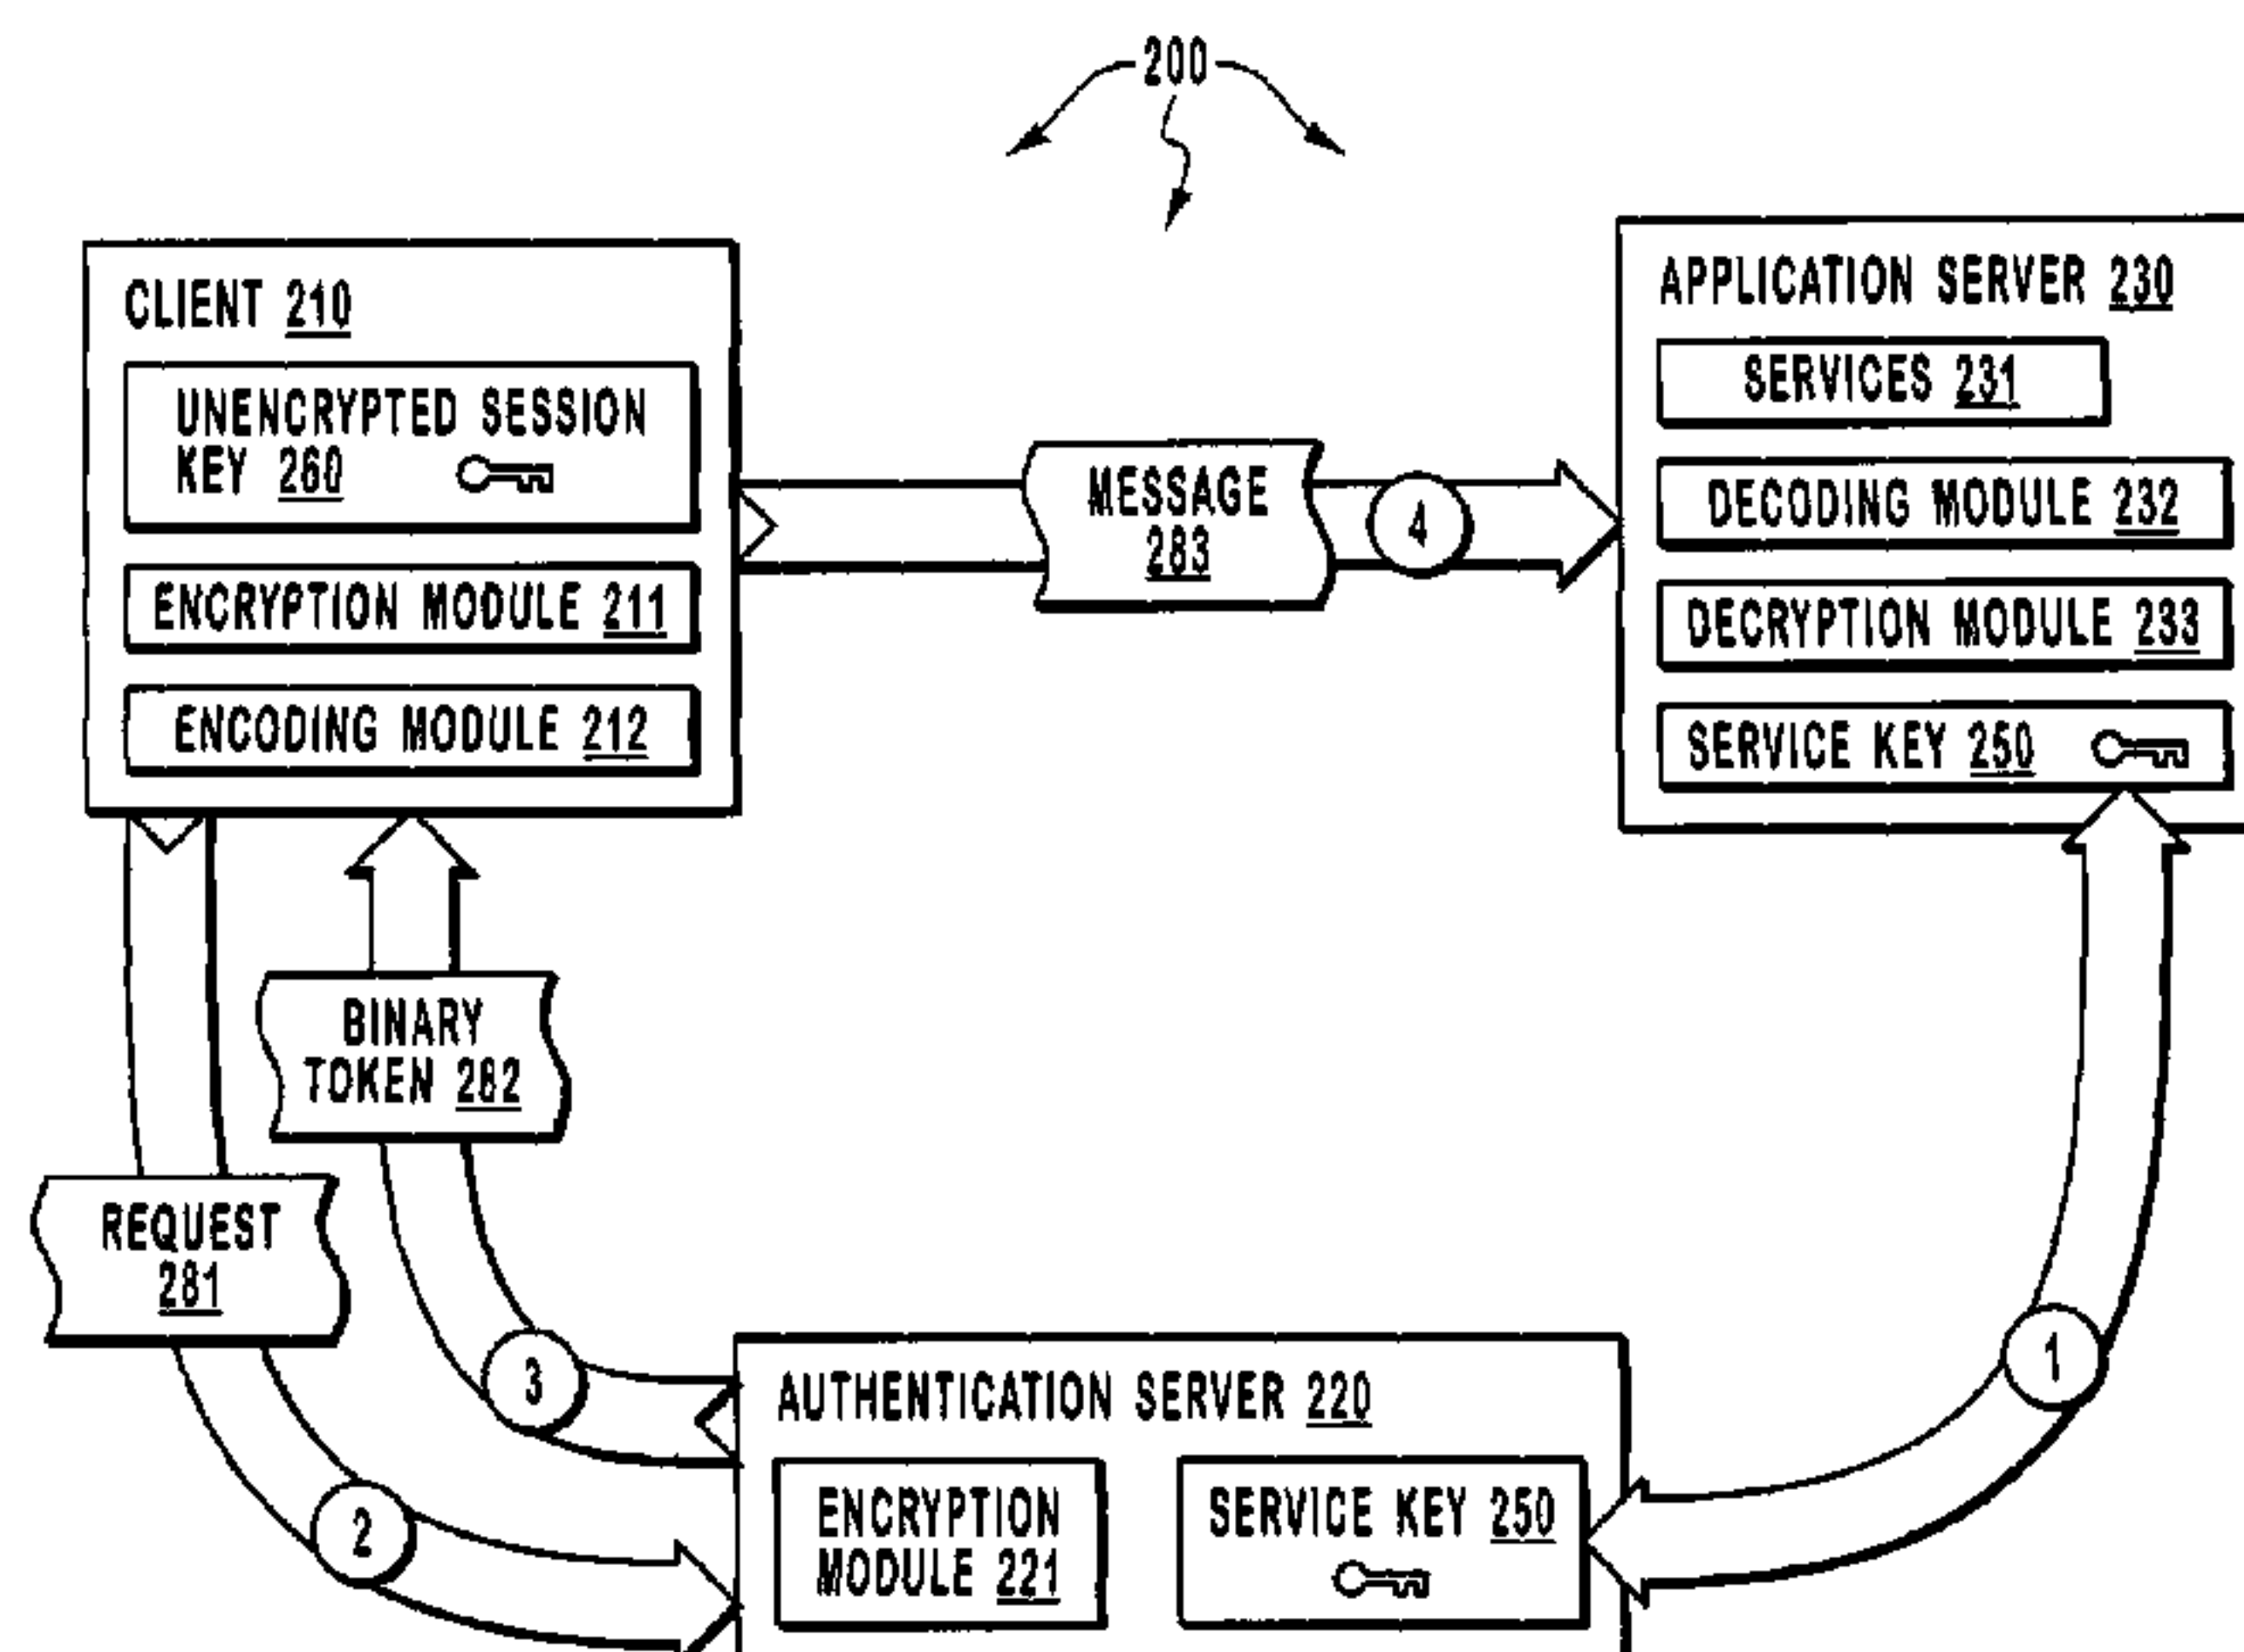 200
CLIENT 210
UNENCRYPTED SESSION
KEY 260
ENCRYPTION MODULE 211
ENCODING MODULE 212
MESSAGE
283
4
APPLICATION SERVER 230
SERVICES 231
DECODING MODULE 232
DECRYPTION MODULE 233
SERVICE KEY 250
BINARY
TOKEN 282
REQUEST
281
3
2
1
AUTHENTICATION SERVER 220
ENCRYPTION
MODULE 221
SERVICE KEY 250